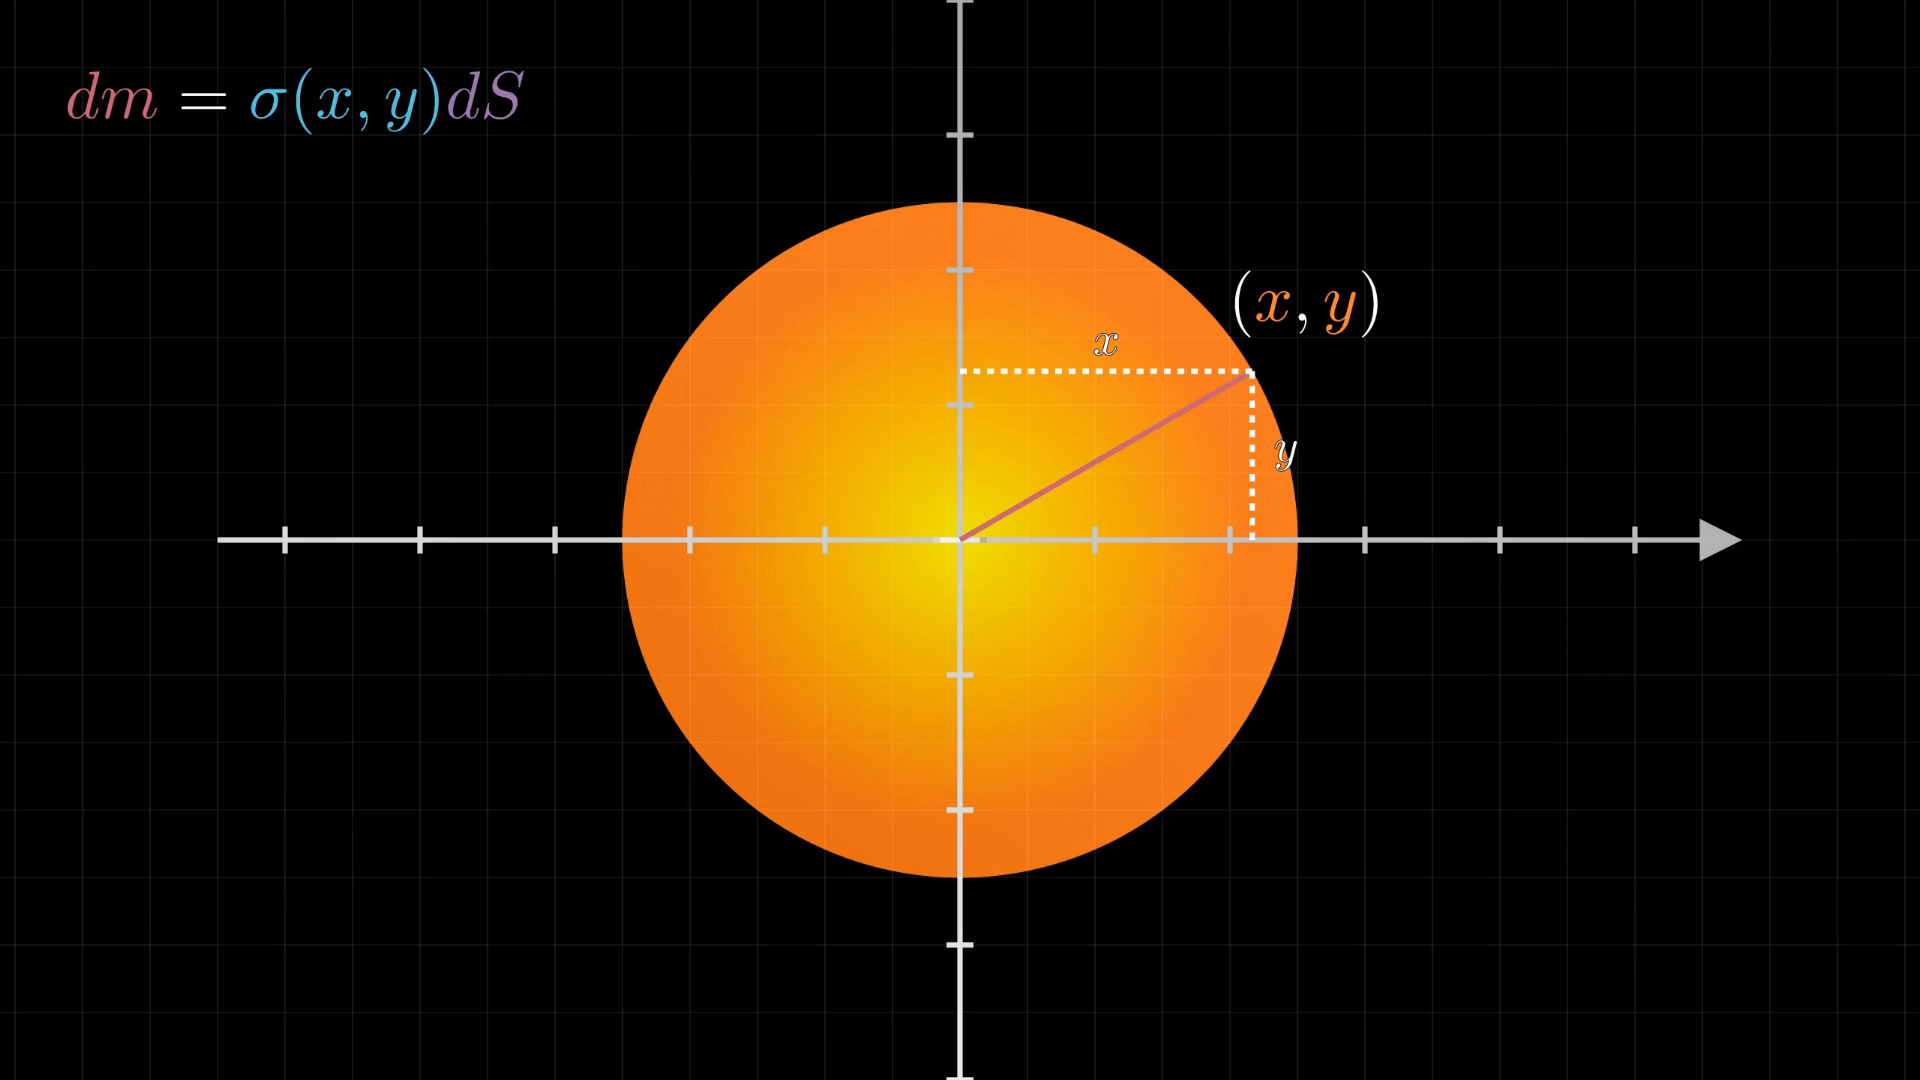 dm = σ(x, y)dS
(x, y)
x
y